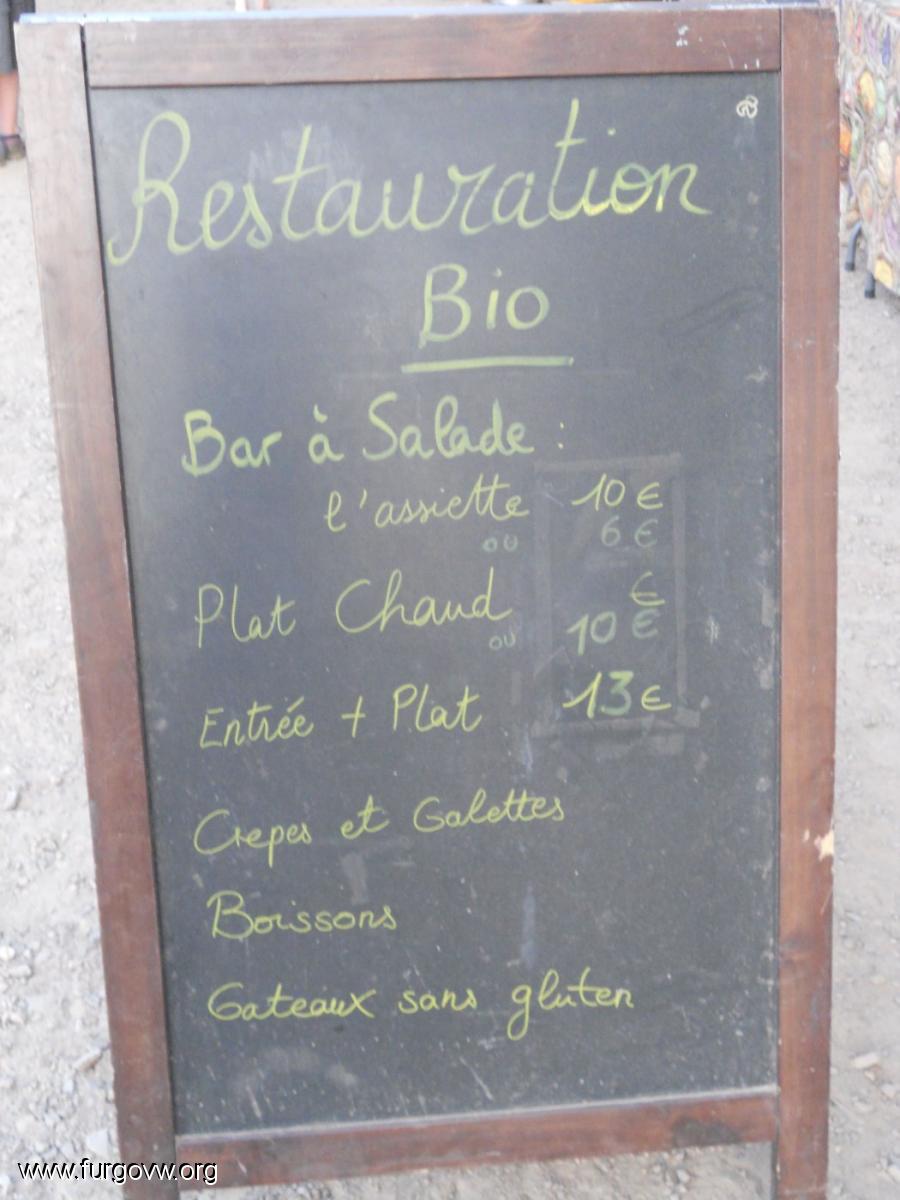 Restauration
Bio
Bar à Salade :
l'assiette 10 €
ou 6 €
Plat Chaud €
ou 10 €
Entrée + Plat 13 €
Crepes et Galettes
Boissons
Gateaux sans gluten
www.furgovw.org